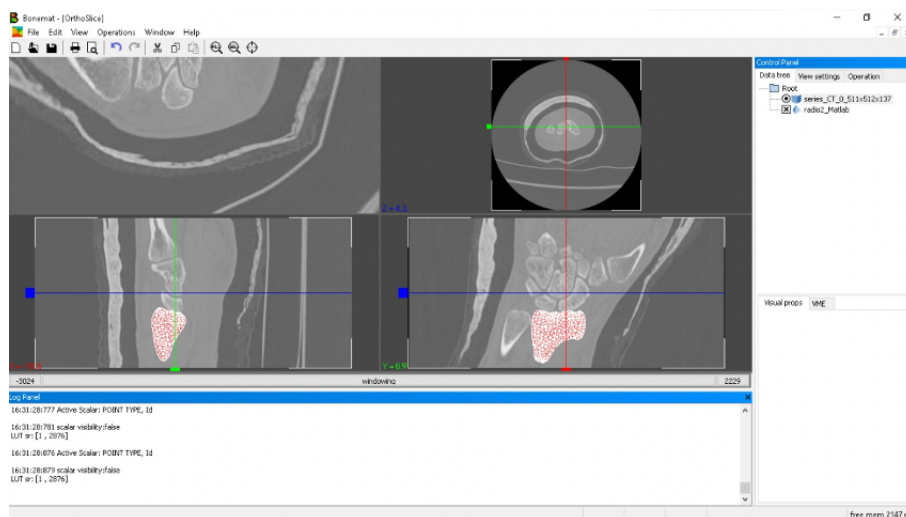 Bonemat - [OrthoSlice]
File Edit View Operations Window Help
Control Panel
Data tree View settings Operation
Root
series_CT_0_511x512x137
radio2_Matlab
Z = 4.3
Y = 0.9
-3024 windowing 2229
Visual props VME
Log Panel
16:31:28:777 Active Scalar: POINT TYPE, Id
16:31:28:781 scalar visibility:false
LUT sr: [1 , 2876]
16:31:28:876 Active Scalar: POINT TYPE, Id
16:31:28:879 scalar visibility:false
LUT sr: [1 , 2876]
free mem 2147